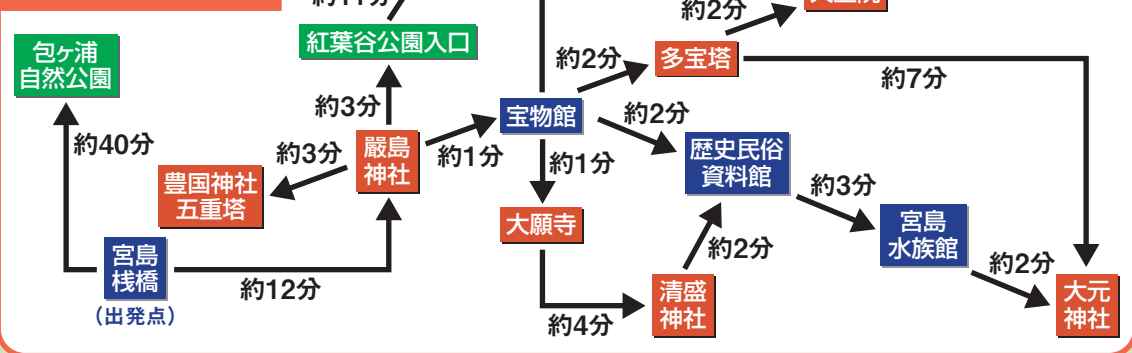 約2分
包ヶ浦
自然公園
紅葉谷公園入口
約2分
多宝塔
約7分
約40分
約3分
宝物館
約2分
約3分
嚴島
神社
約1分
約1分
歴史民俗
資料館
豊国神社
五重塔
約3分
大願寺
宮島
水族館
宮島
桟橋
(出発点)
約12分
約2分
約2分
清盛
神社
約4分
大元
神社